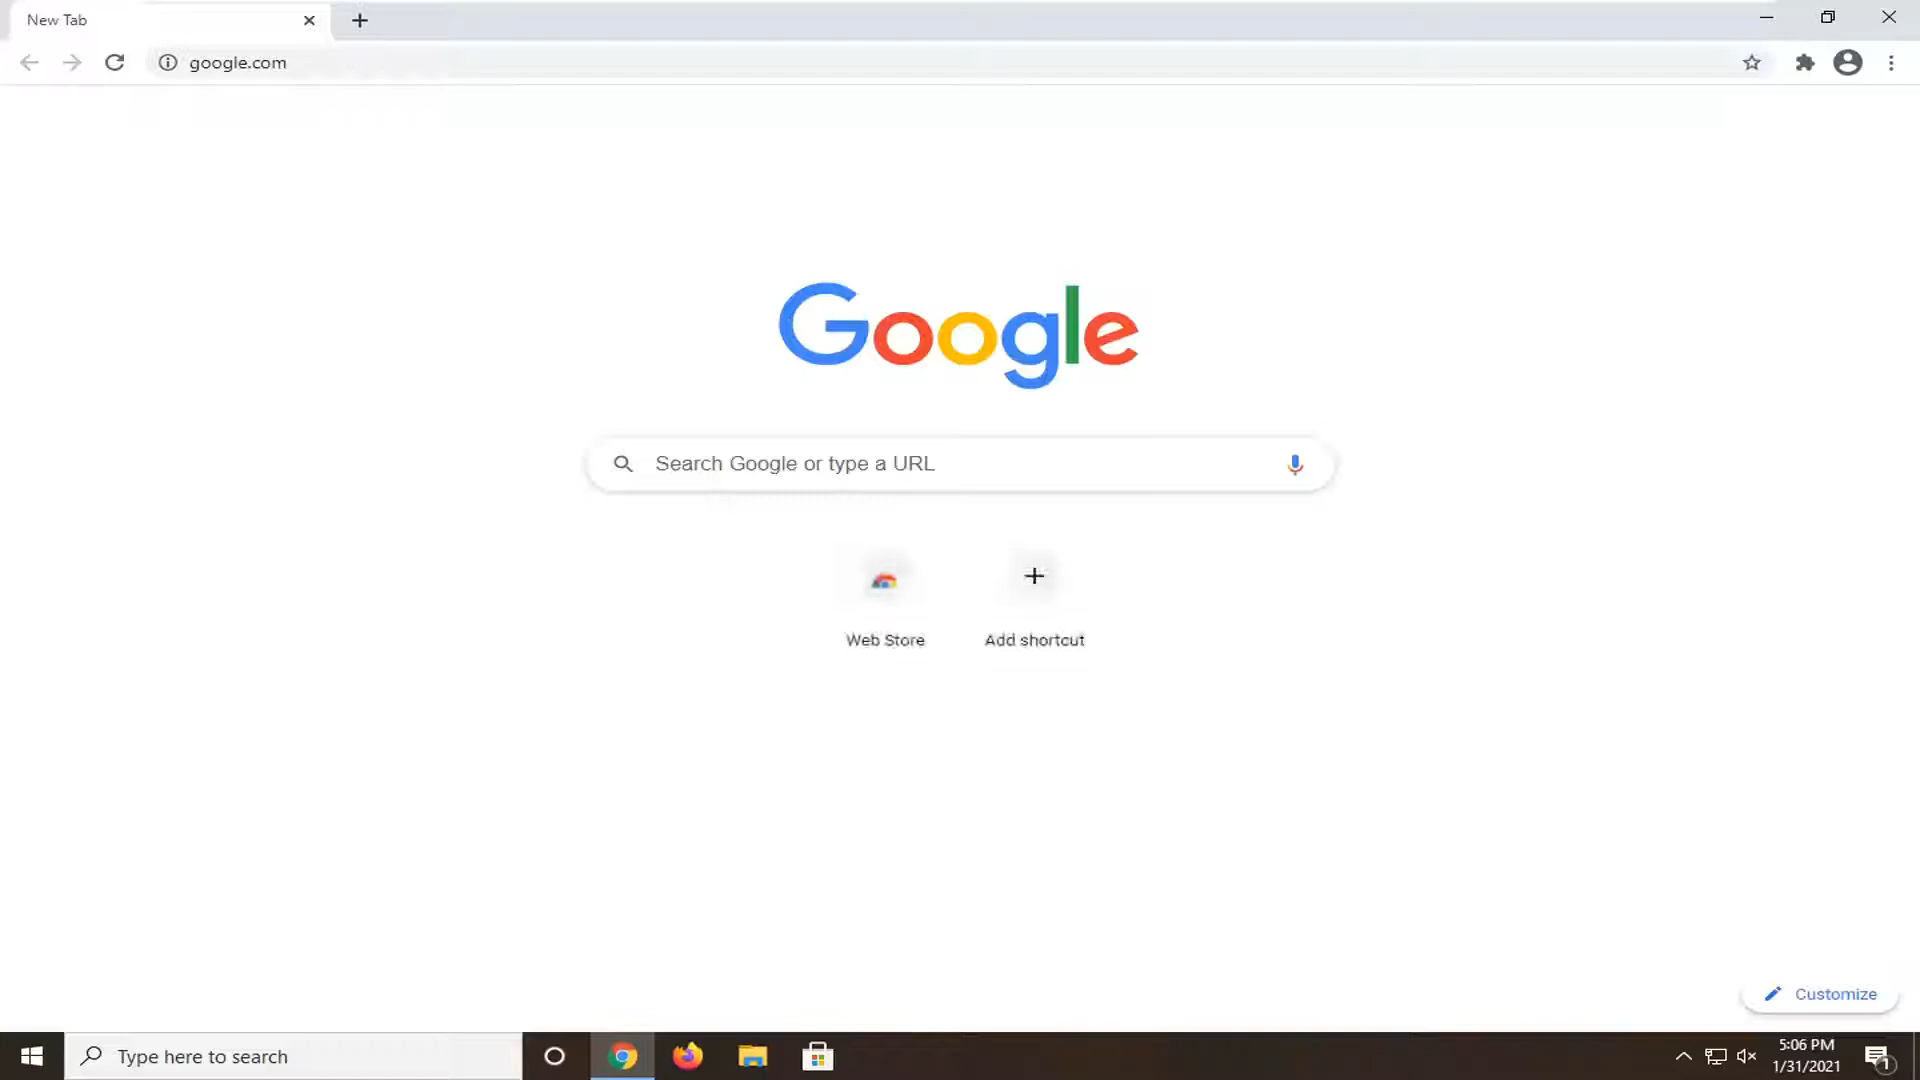 New Tab
google.com
Google
Search Google or type a URL
Web Store
Add shortcut
Customize
Type here to search
5:06 PM
1/31/2021
1